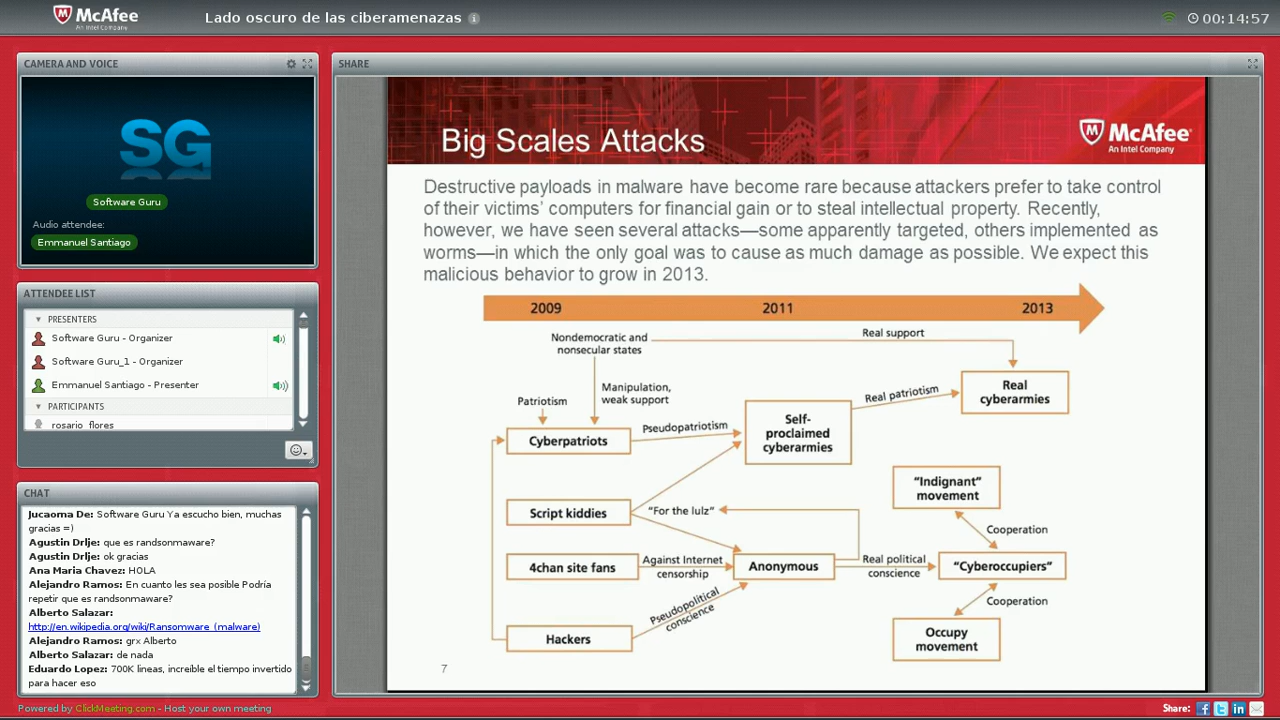 McAfee
An Intel Company
Lado oscuro de las ciberamenazas
00:14:57
CAMERA AND VOICE
SG
Software Guru
Audio attendee:
Emmanuel Santiago
ATTENDEE LIST
PRESENTERS
Software Guru - Organizer
Software Guru_1 - Organizer
Emmanuel Santiago - Presenter
PARTICIPANTS
rosario_flores
CHAT
Jucaoma De: Software Guru Ya escucho bien, muchas
gracias =)
Agustin Drlje: que es randsonmaware?
Agustin Drlje: ok gracias
Ana Maria Chavez: HOLA
Alejandro Ramos: En cuanto les sea posible Podría
repetir que es randsonmaware?
Alberto Salazar:
http://en.wikipedia.org/wiki/Ransomware_(malware)
Alejandro Ramos: grx Alberto
Alberto Salazar: de nada
Eduardo Lopez: 700K lineas, increible el tiempo invertido
para hacer eso
SHARE
Big Scales Attacks
McAfee
An Intel Company
Destructive payloads in malware have become rare because attackers prefer to take control
of their victims' computers for financial gain or to steal intellectual property. Recently,
however, we have seen several attacks—some apparently targeted, others implemented as
worms—in which the only goal was to cause as much damage as possible. We expect this
malicious behavior to grow in 2013.
2009
2011
2013
Nondemocratic and
nonsecular states
Real support
Patriotism
Manipulation,
weak support
Cyberpatriots
Pseudopatriotism
Self-
proclaimed
cyberarmies
Real patriotism
Real
cyberarmies
Script kiddies
"For the lulz"
"Indignant"
movement
Cooperation
4chan site fans
Against Internet
censorship
Anonymous
Real political
conscience
"Cyberoccupiers"
Cooperation
Hackers
Pseudopolitical
conscience
Occupy
movement
7
Powered by ClickMeeting.com - Host your own meeting
Share: